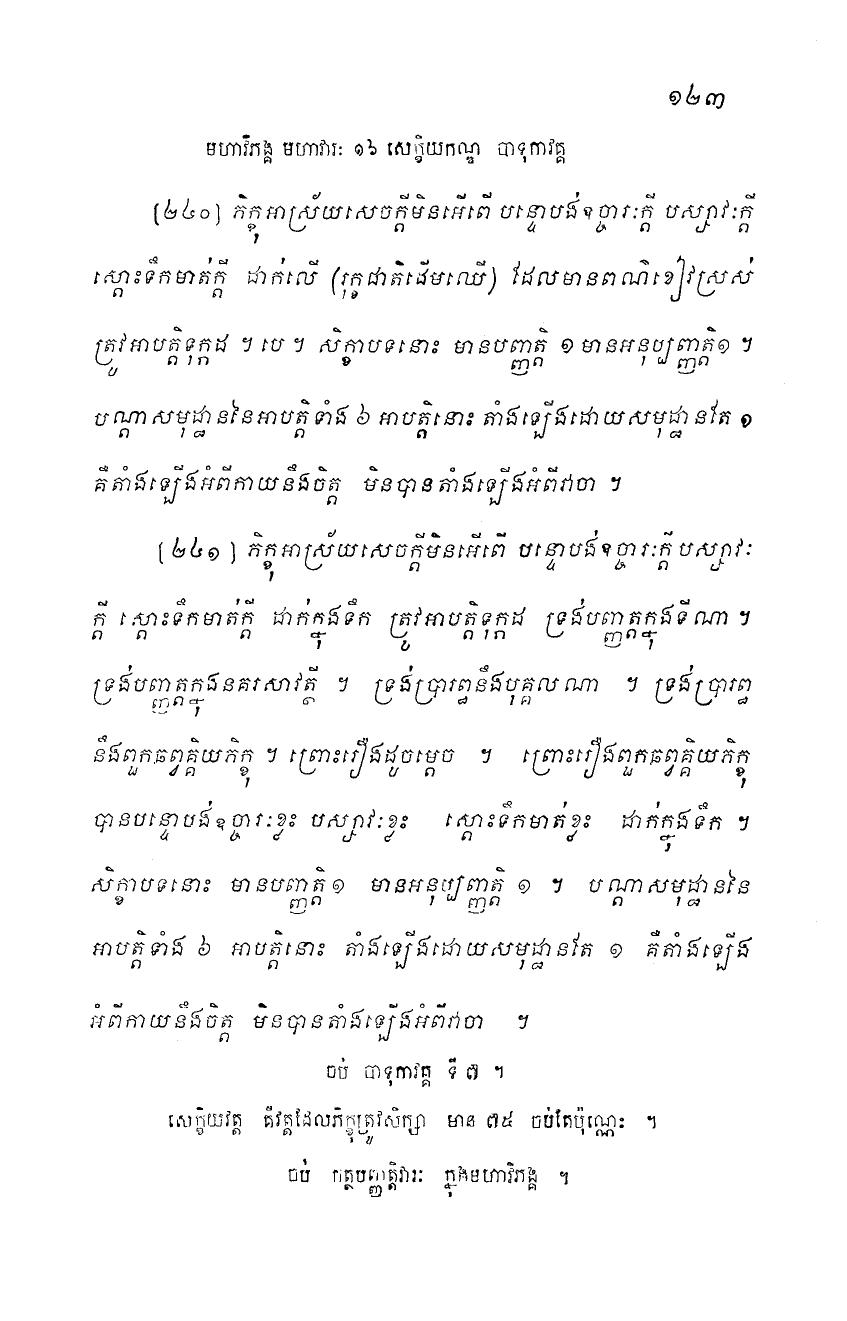 ១២៣
មហាវិភង្គ មហាវារៈ ១៦ សេក្ខិយកណ្ឌ បាទុកាវគ្គ
[២៤០] ភិក្ខុអាស្រ័យសេចក្តីមិនអើពើ បន្ទោបង់ឧច្ចារៈក្តី បស្សាវៈក្តី
ស្តោះទឹកមាត់ក្តី ដាក់លើ (រុក្ខជាតិដើមឈើ) ដែលមានពណ៌ខៀវស្រស់
ត្រូវអាបត្តិទុក្កដ ។ បេ ។ សិក្ខាបទនោះ មានបញ្ញត្តិ ១ មានអនុប្បញ្ញត្តិ១ ។
បណ្តាសមុដ្ឋាននៃអាបត្តិទាំង ៦ អាបត្តិនោះ តាំងឡើងដោយសមុដ្ឋានតែ ១
គឺតាំងឡើងអំពីកាយនឹងចិត្ត មិនបានតាំងឡើងអំពីវាចា ។
[២៤១] ភិក្ខុអាស្រ័យសេចក្តីមិនអើពើ បន្ទោបង់ឧច្ចារៈក្តី បស្សាវៈ
ក្តី ស្តោះទឹកមាត់ក្តី ដាក់ក្នុងទឹក ត្រូវអាបត្តិទុក្កដ ទ្រង់បញ្ញត្តក្នុងទីណា ។
ទ្រង់បញ្ញត្តក្នុងនគរសាវត្ថី ។ ទ្រង់ប្រារព្ធនឹងបុគ្គលណា ។ ទ្រង់ប្រារព្ធ
នឹងពួកឆព្វគ្គិយភិក្ខុ ។ ព្រោះរឿងដូចម្តេច ។ ព្រោះរឿងពួកឆព្វគ្គិយភិក្ខុ
បានបន្ទោបង់ឧច្ចារៈខ្លះ បស្សាវៈខ្លះ ស្តោះទឹកមាត់ខ្លះ ដាក់ក្នុងទឹក ។
សិក្ខាបទនោះ មានបញ្ញត្តិ១ មានអនុប្បញ្ញត្តិ ១ ។ បណ្តាសមុដ្ឋាននៃ
អាបត្តិទាំង ៦ អាបត្តិនោះ តាំងឡើងដោយសមុដ្ឋានតែ ១ គឺតាំងឡើង
អំពីកាយនឹងចិត្ត មិនបានតាំងឡើងអំពីវាចា ។
ចប់ បាទុកាវគ្គ ទី ៧ ។
សេក្ខិយវត្ត គឺវត្តដែលភិក្ខុត្រូវសិក្សា មាន ៧៥ ចប់តែប៉ុណ្ណេះ ។
ចប់ កត្ថបញ្ញត្តិវារៈ ក្នុងមហាវិភង្គ ។